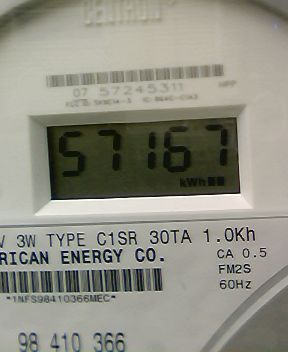 CENTRON
07 57245311
57167
kWh
V 3W TYPE C1SR 30TA 1.0Kh
RICAN ENERGY CO.
CA 0.5
FM2S
60Hz
*1NFS98410366MEC*
98 410 366